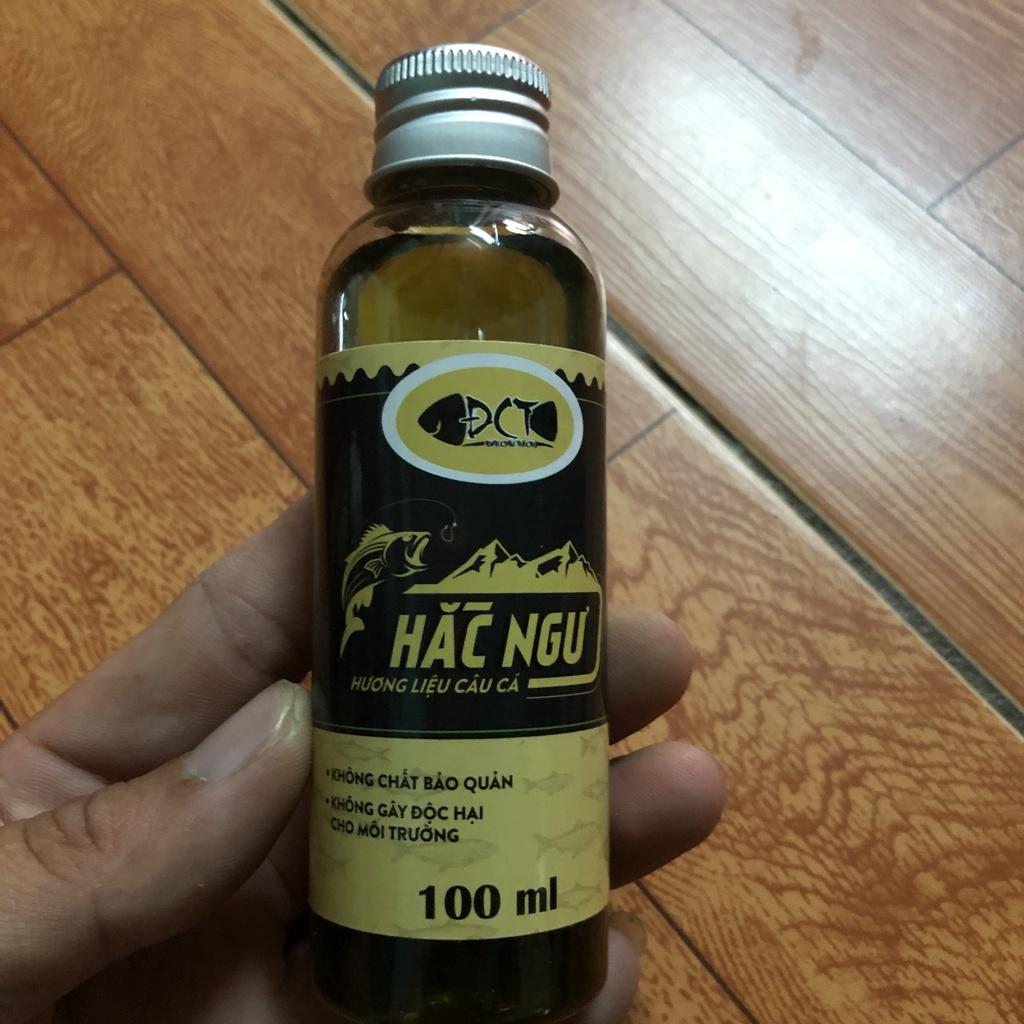 ĐCT
HẮC NGƯ
HƯƠNG LIỆU CÂU CÁ
• KHÔNG CHẤT BẢO QUẢN
• KHÔNG GÂY ĐỘC HẠI
CHO MÔI TRƯỜNG
100 ml